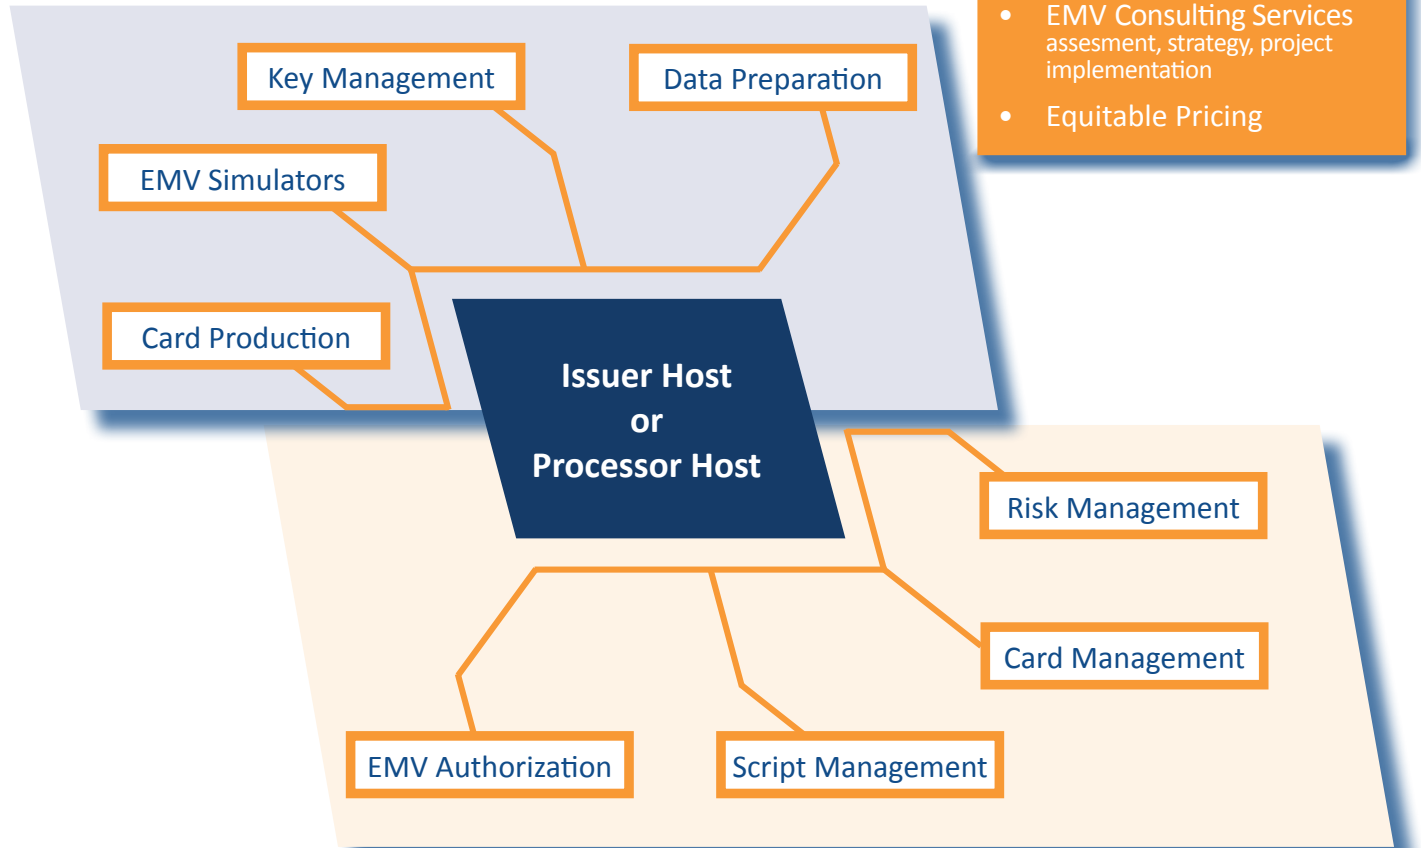 • EMV Consulting Services
assesment, strategy, project
implementation
• Equitable Pricing
Key Management
Data Preparation
EMV Simulators
Card Production
Issuer Host
or
Processor Host
Risk Management
Card Management
EMV Authorization
Script Management